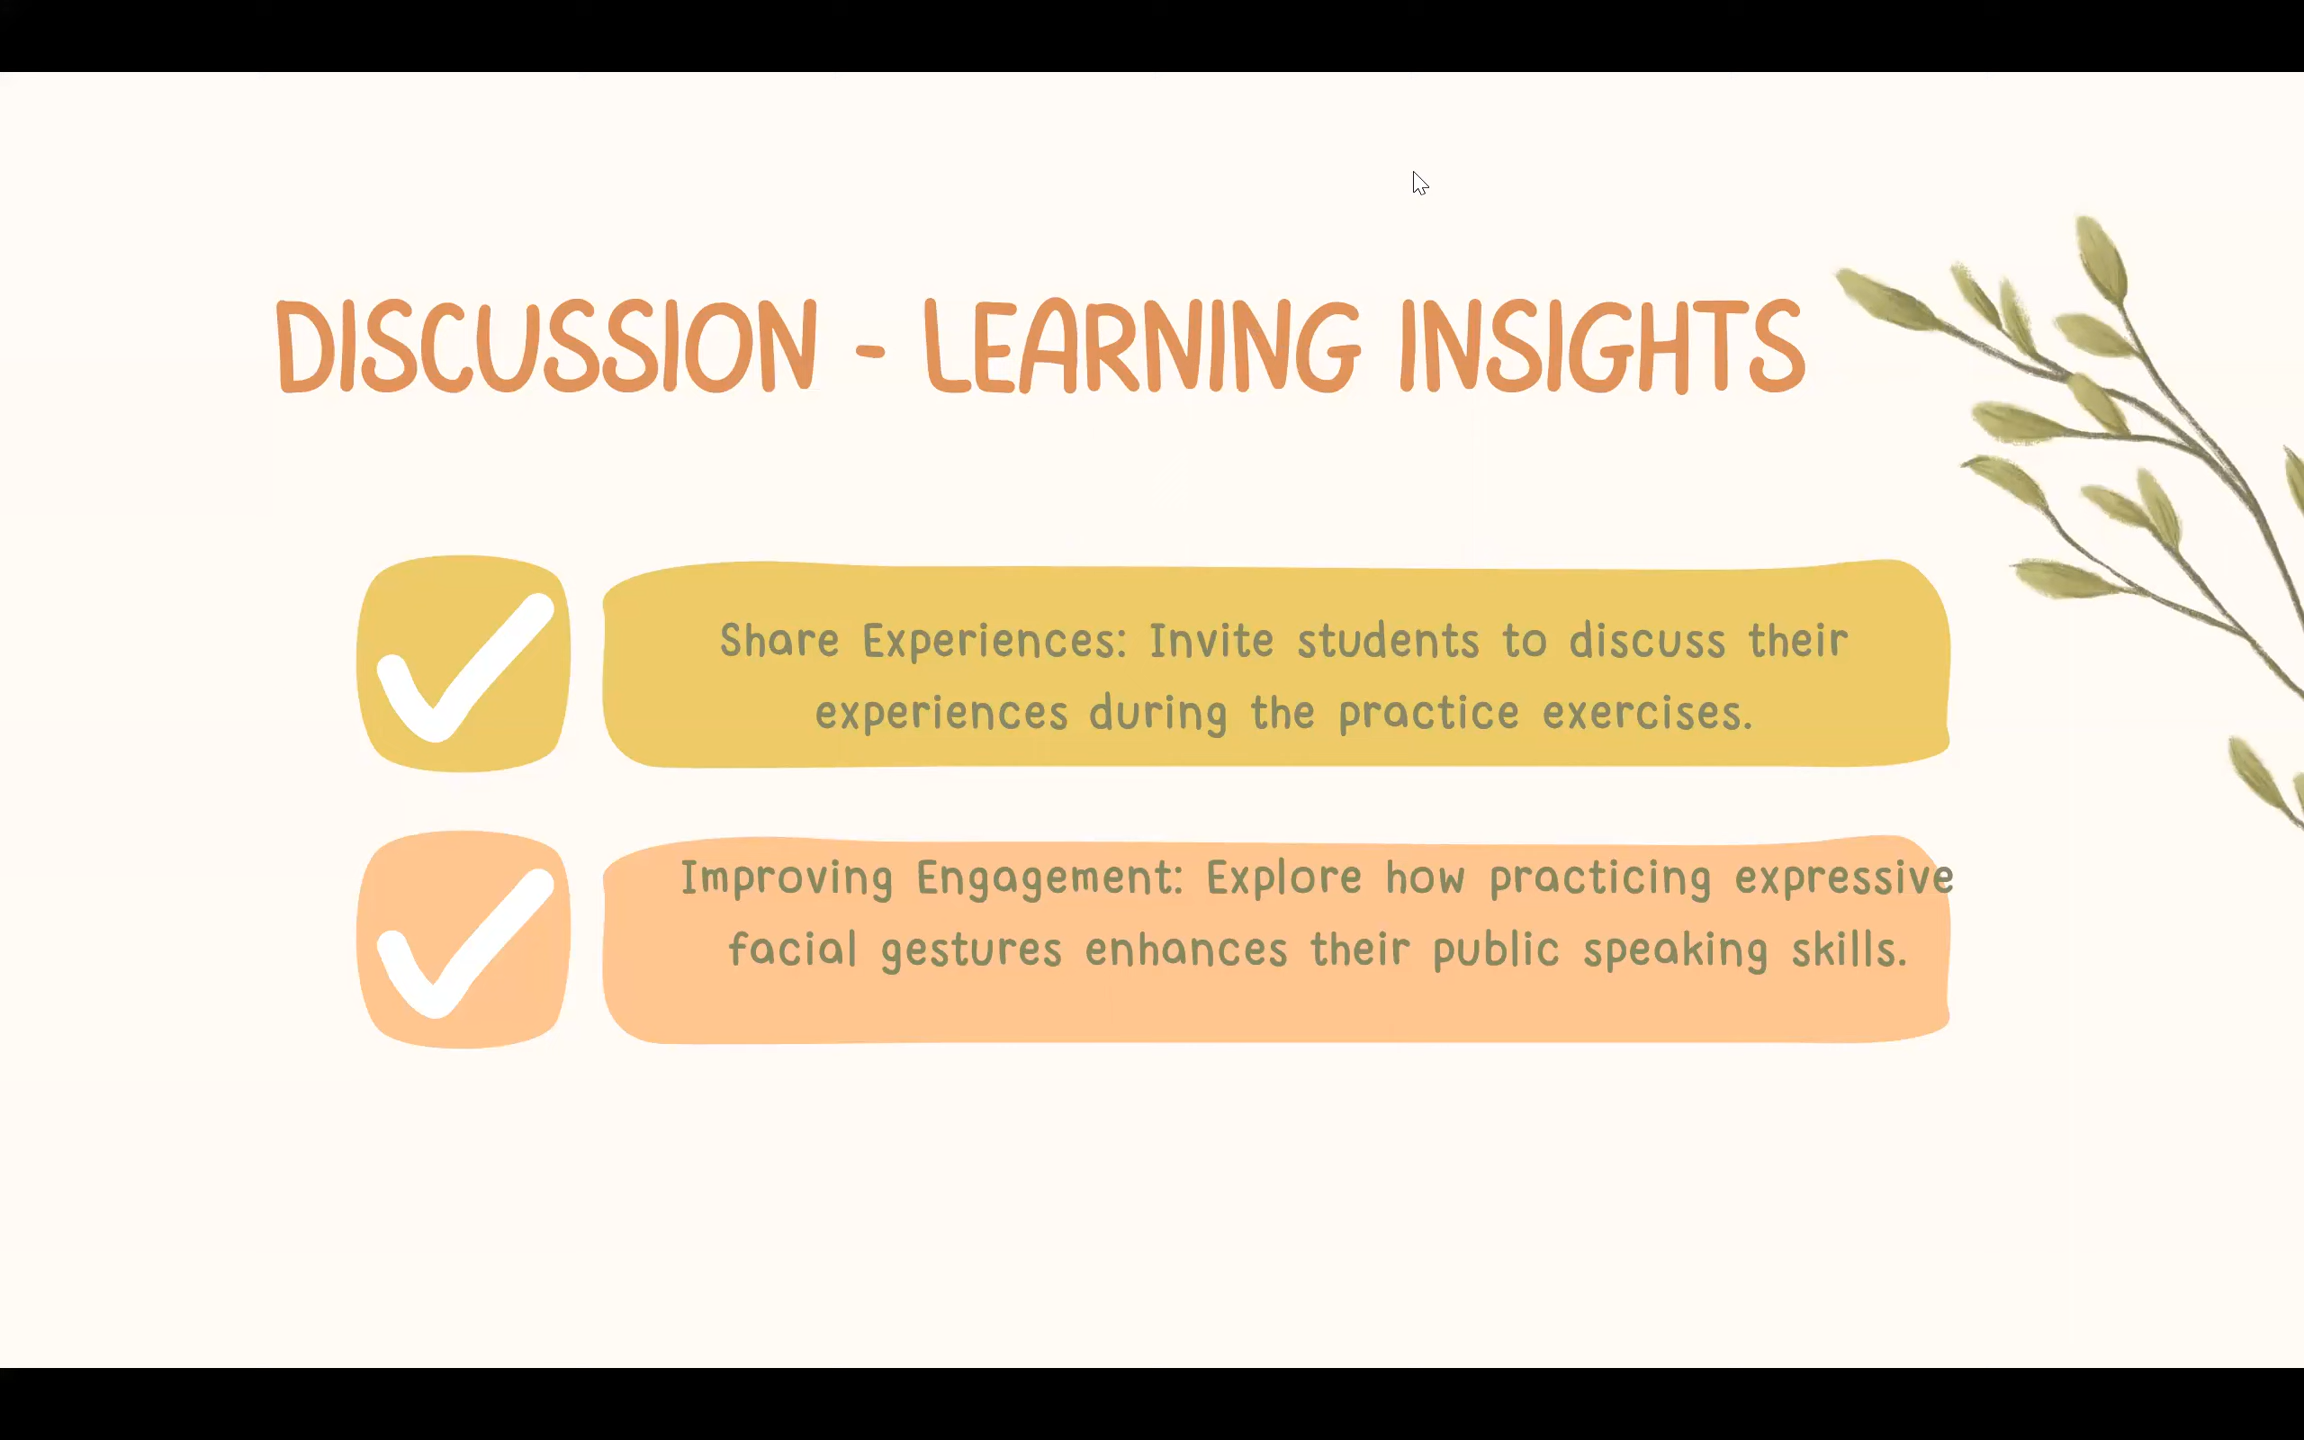 DISCUSSION - LEARNING INSIGHTS
Share Experiences: Invite students to discuss their
experiences during the practice exercises.
Improving Engagement: Explore how practicing expressive
facial gestures enhances their public speaking skills.